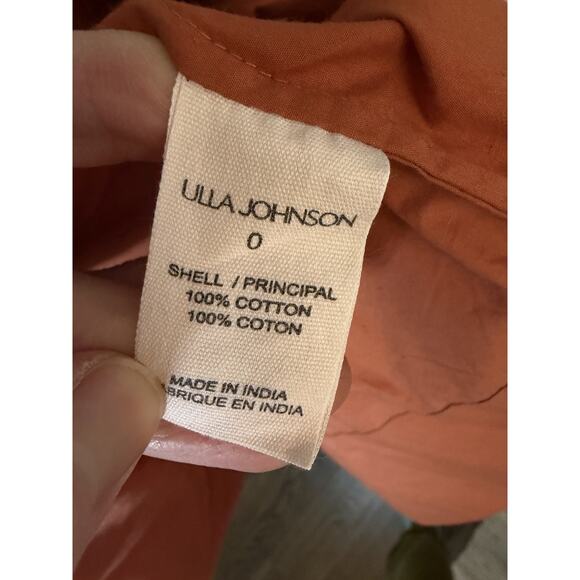 ULLA JOHNSON
0
SHELL / PRINCIPAL
100% COTTON
100% COTON
MADE IN INDIA
BRIQUE EN INDIA